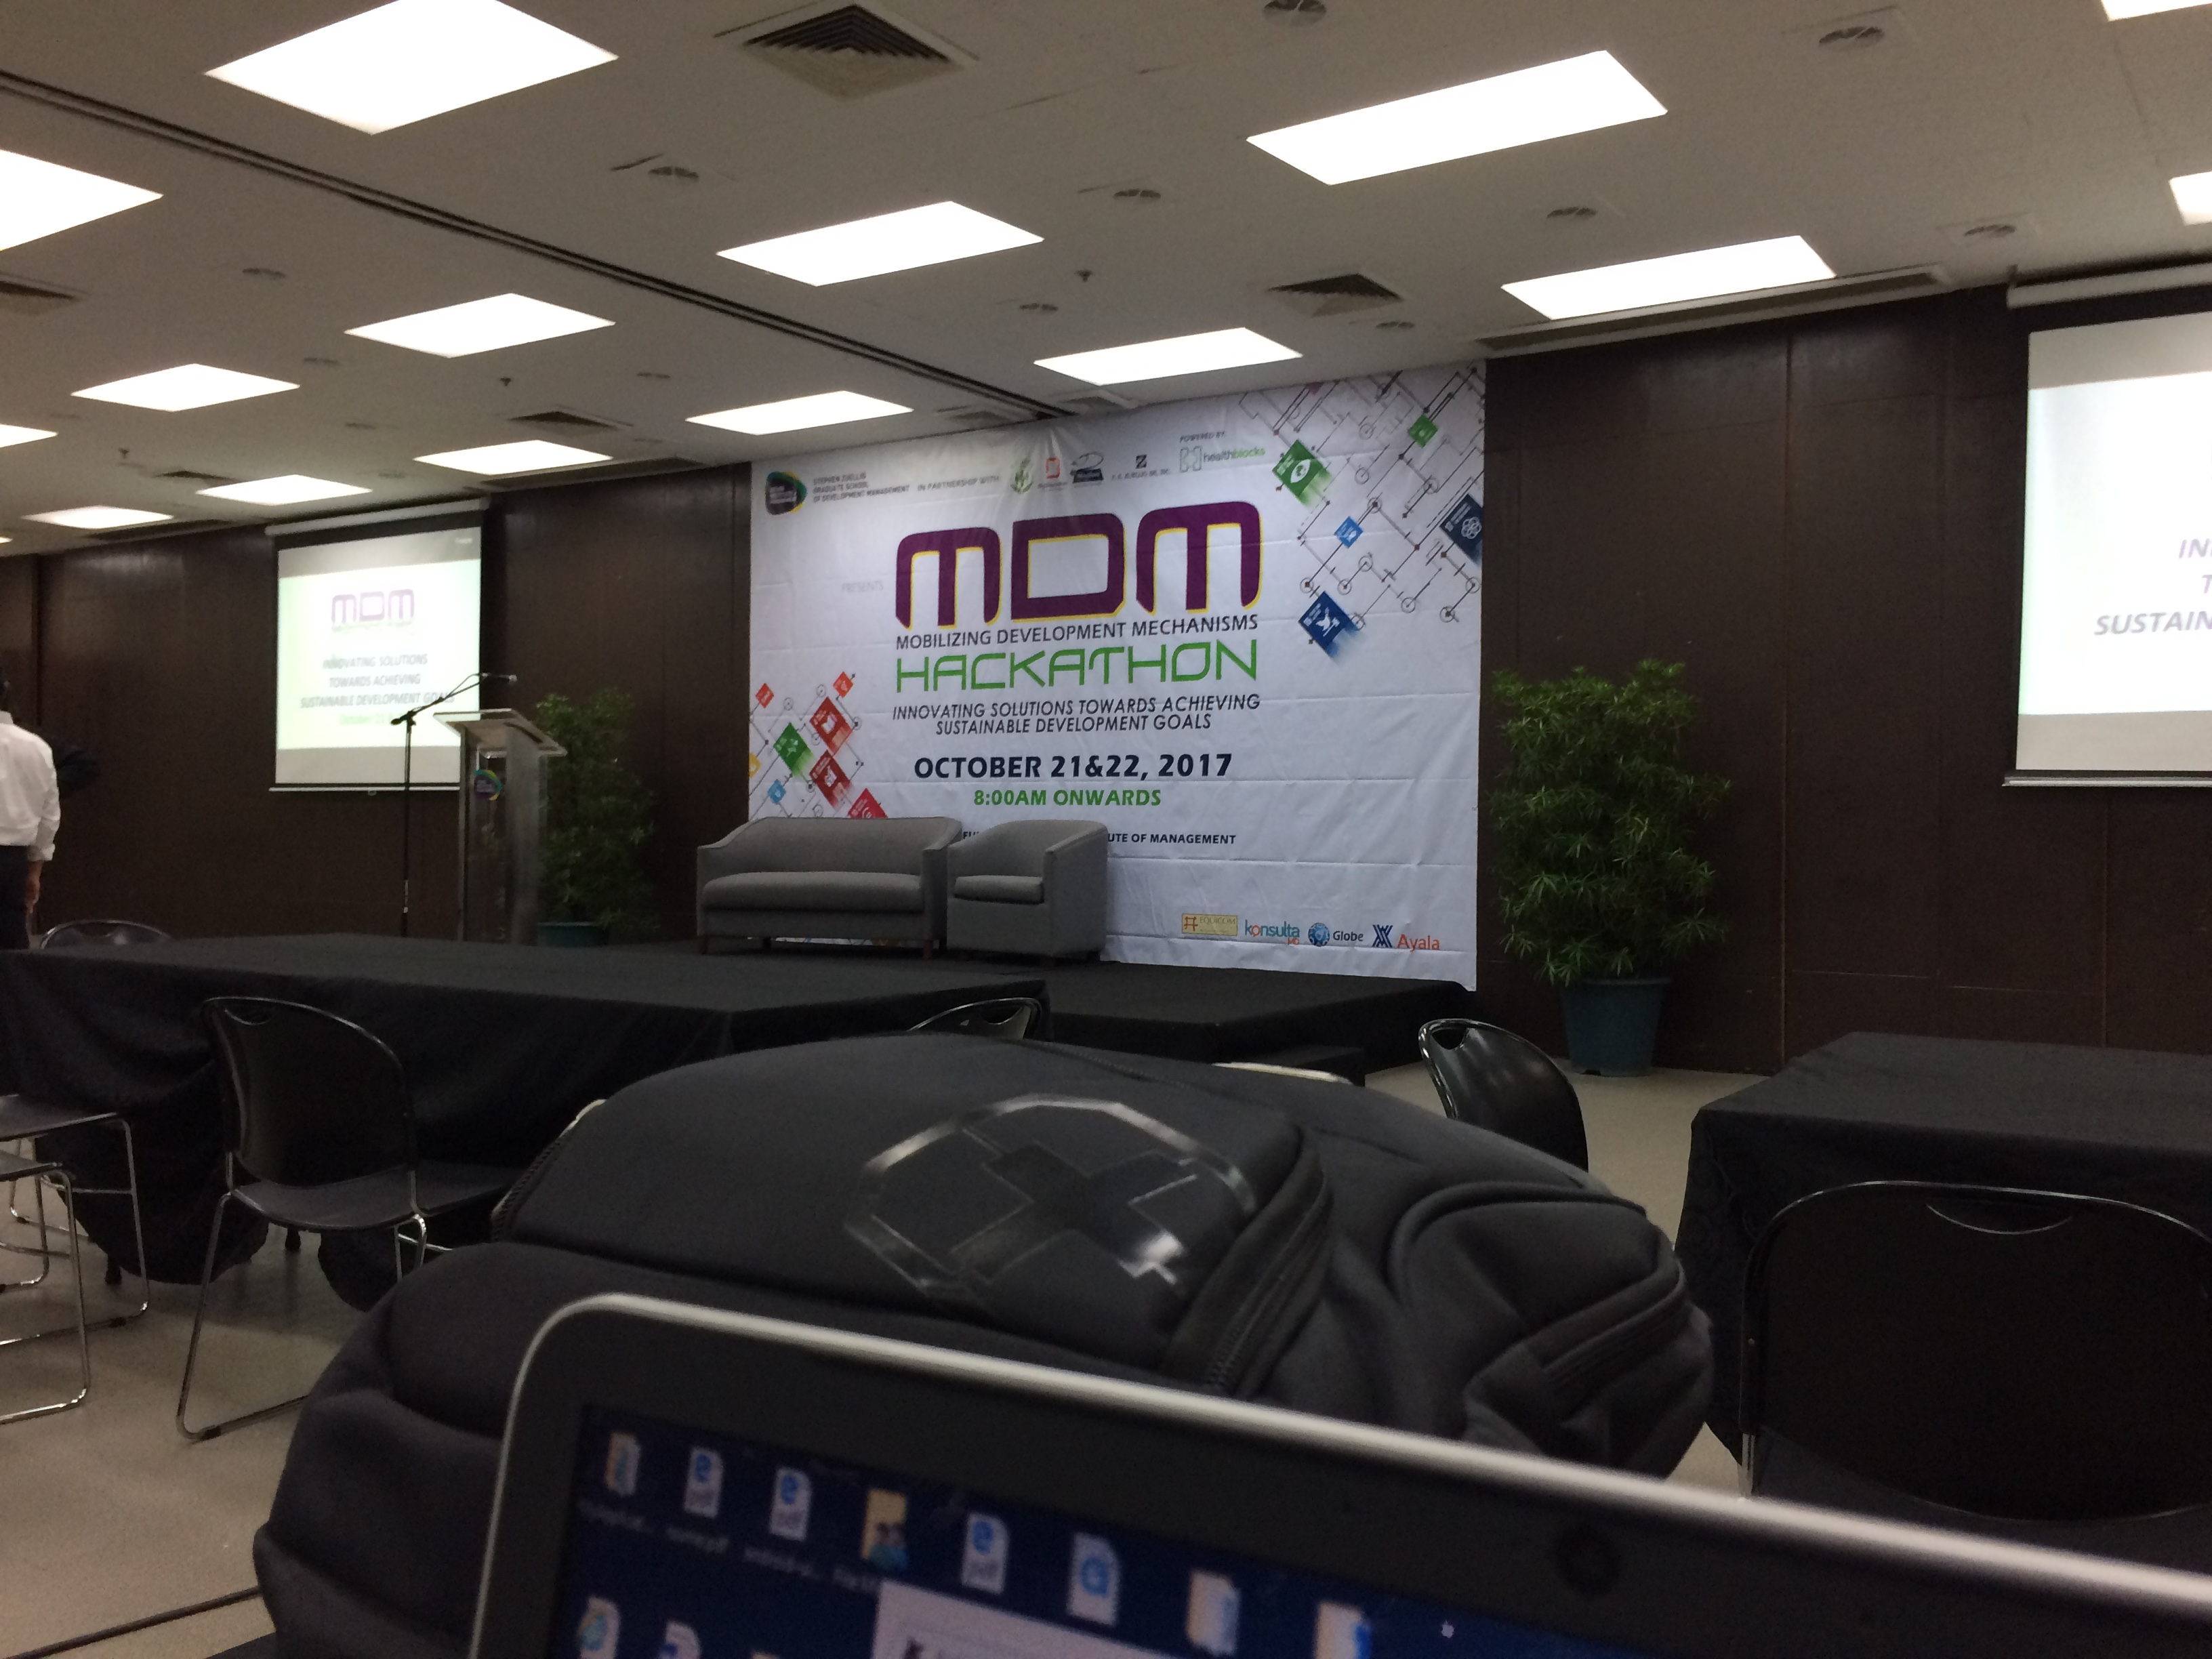 STEPHEN ZUELLIG
GRADUATE SCHOOL
OF DEVELOPMENT MANAGEMENT
IN PARTNERSHIP WITH:
POWERED BY
healthblocks
PRESENTS
MDM
MOBILIZING DEVELOPMENT MECHANISMS
HACKATHON
INNOVATING SOLUTIONS TOWARDS ACHIEVING
SUSTAINABLE DEVELOPMENT GOALS
OCTOBER 21&22, 2017
8:00AM ONWARDS
UTE OF MANAGEMENT
konsulta
Globe
Ayala
MDM
INNOVATING SOLUTIONS
TOWARDS ACHIEVING
SUSTAINABLE DEVELOPMENT GOALS
IN
T
SUSTAIN